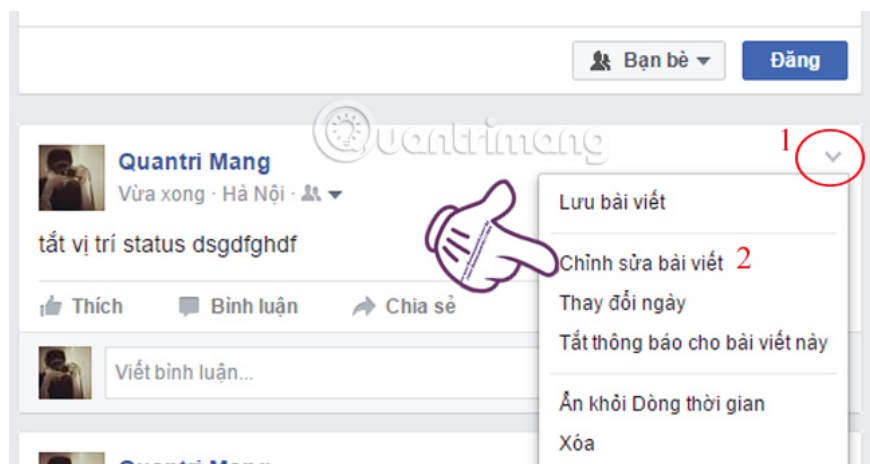 Bạn bè
Đăng
Quantrimang
1
Quantri Mang
Vừa xong · Hà Nội ·
Lưu bài viết
tắt vị trí status dsgdfghdf
Chỉnh sửa bài viết 2
Thích Bình luận Chia sẻ
Thay đổi ngày
Tắt thông báo cho bài viết này
Viết bình luận...
Ẩn khỏi Dòng thời gian
Xóa
Quantri Mang